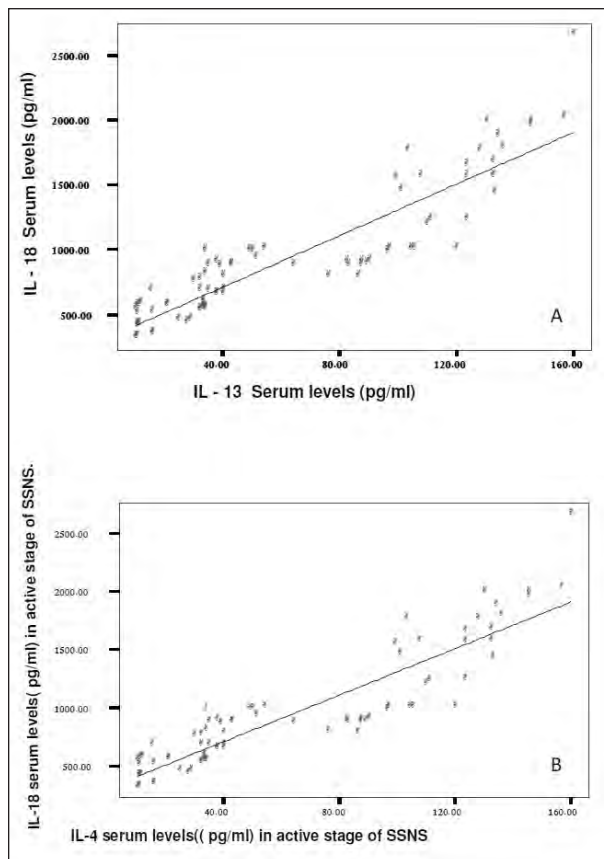 IL - 18 Serum levels (pg/ml)
2500.00
2000.00
1500.00
1000.00
500.00
A
40.00 80.00 120.00 160.00
IL - 13 Serum levels (pg/ml)
IL-18 serum levels( pg/ml) in active stage of SSNS.
2500.00
2000.00
1500.00
1000.00
500.00
B
40.00 80.00 120.00 160.00
IL-4 serum levels(( pg/ml) in active stage of SSNS